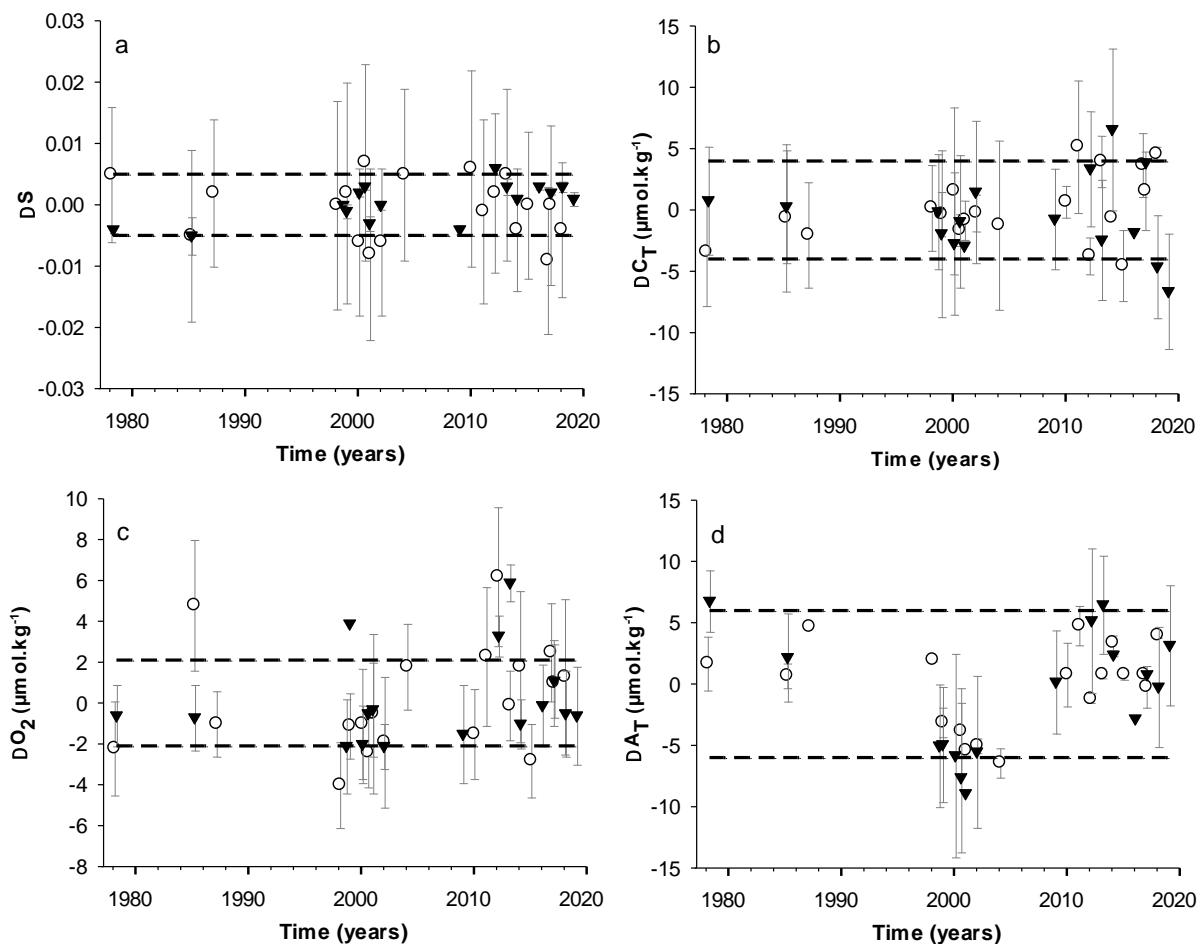 a
DS
0.03
0.02
0.01
0.00
-0.01
-0.02
-0.03
1980 1990 2000 2010 2020
Time (years)
b
DC_T (µmol.kg⁻¹)
15
10
5
0
-5
-10
-15
1980 1990 2000 2010 2020
Time (years)
c
DO₂ (µmol.kg⁻¹)
10
8
6
4
2
0
-2
-4
-6
-8
1980 1990 2000 2010 2020
Time (years)
d
DA_T (µmol.kg⁻¹)
15
10
5
0
-5
-10
-15
1980 1990 2000 2010 2020
Time (years)